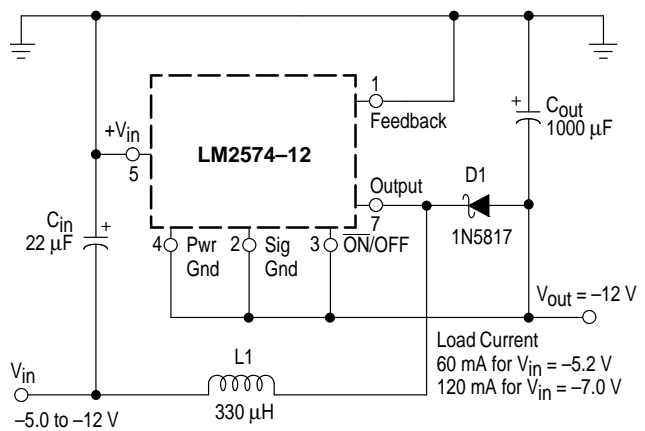 1
Feedback
+
Cout
1000 µF
+Vin
5
LM2574–12
Output
7
D1
1N5817
Cin
22 µF
+
4
Pwr
Gnd
2
Sig
Gnd
3
O̅N̅/OFF
Vout = –12 V
Load Current
60 mA for Vin = –5.2 V
120 mA for Vin = –7.0 V
L1
330 µH
Vin
–5.0 to –12 V